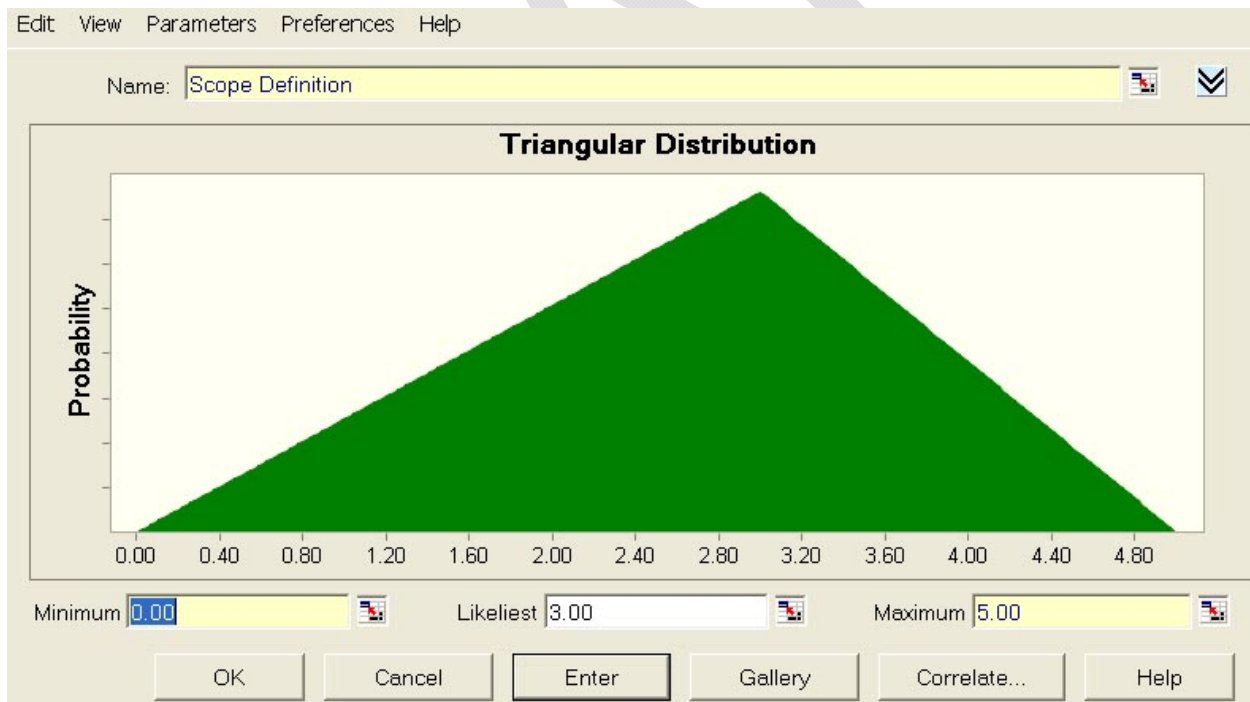 Edit View Parameters Preferences Help
Name: Scope Definition
Triangular Distribution
Probability
0.00 0.40 0.80 1.20 1.60 2.00 2.40 2.80 3.20 3.60 4.00 4.40 4.80
Minimum 0.00 Likeliest 3.00 Maximum 5.00
OK Cancel Enter Gallery Correlate... Help